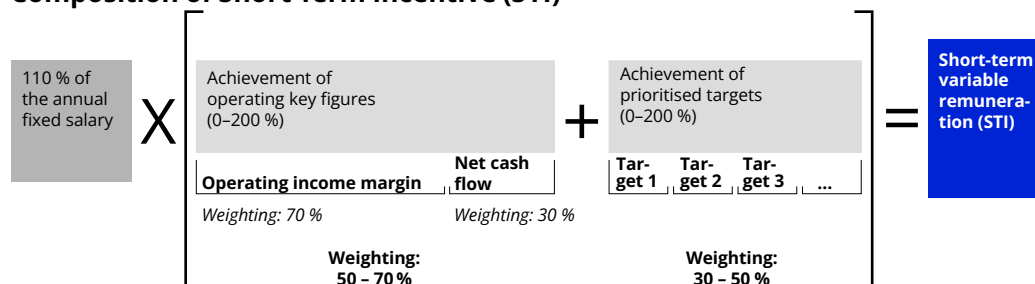 Composition of Short-Term Incentive (STI)
110 % of
the annual
fixed salary
X
Achievement of
operating key figures
(0–200 %)
Operating income margin
Net cash
flow
Weighting: 70 %
Weighting: 30 %
Weighting:
50 – 70 %
+
Achievement of
prioritised targets
(0–200 %)
Tar-
get 1
Tar-
get 2
Tar-
get 3
...
Weighting:
30 – 50 %
=
Short-term
variable
remunera-
tion (STI)